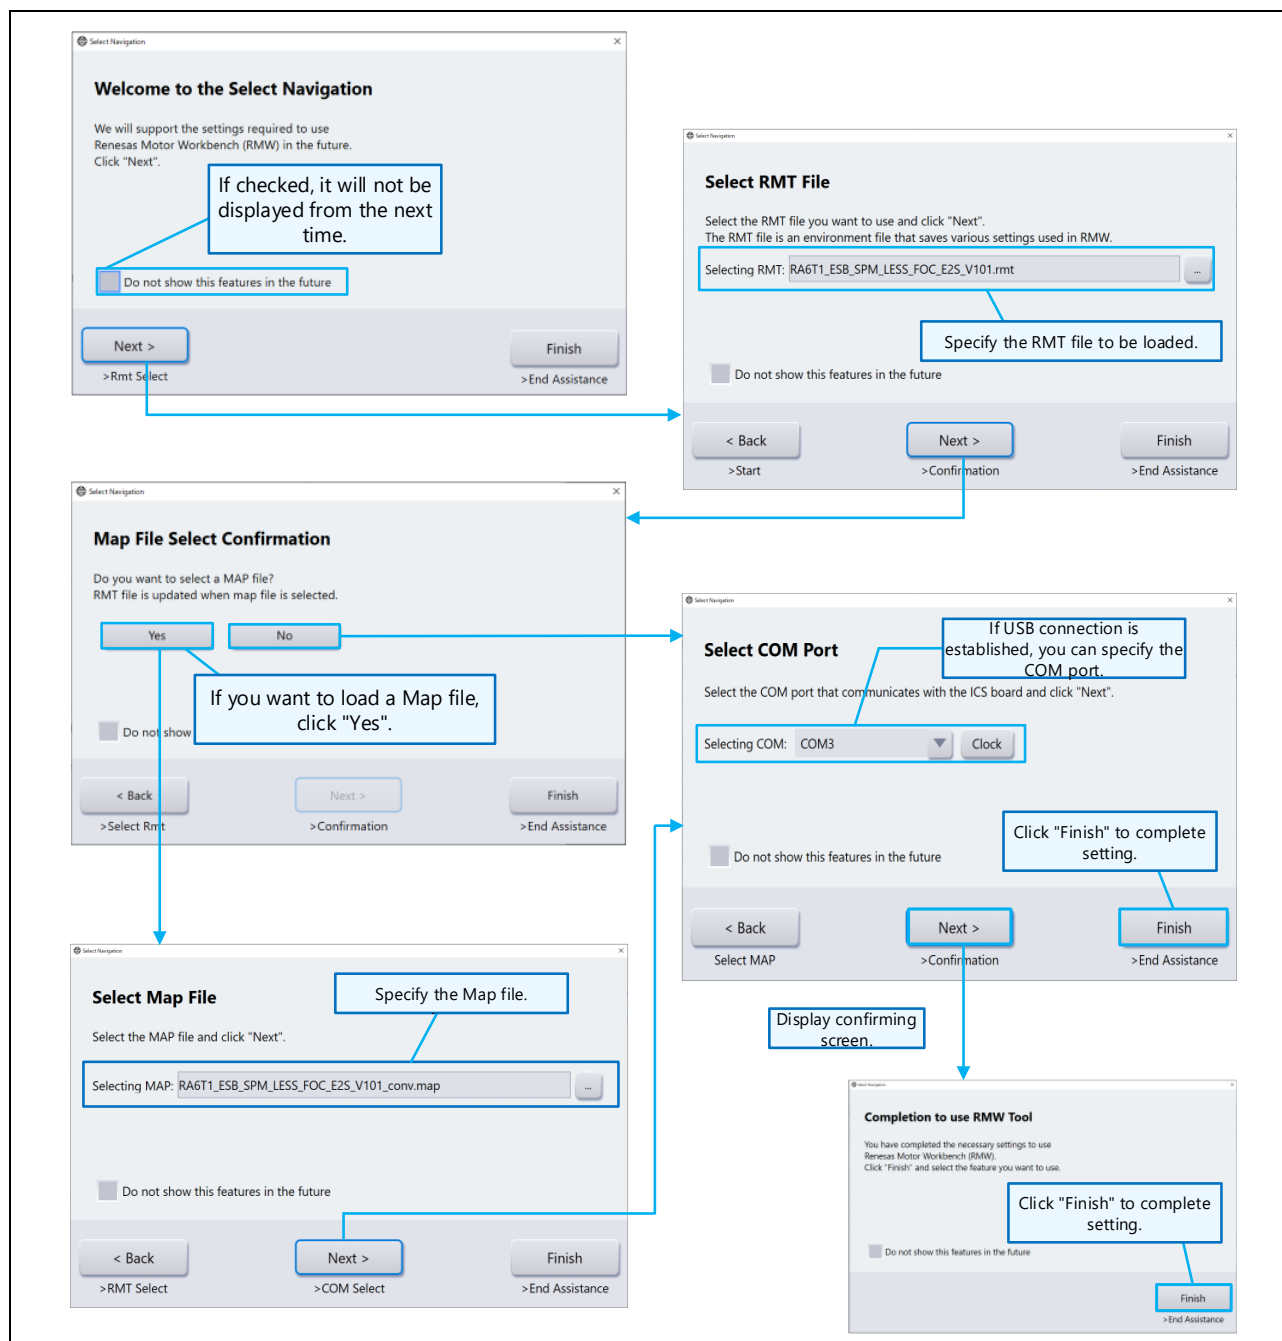 Select Navigation
Welcome to the Select Navigation
We will support the settings required to use
Renesas Motor Workbench (RMW) in the future.
Click "Next".
If checked, it will not be
displayed from the next
time.
Do not show this features in the future
Next >
>Rmt Select
Finish
>End Assistance
Select Navigation
Select RMT File
Select the RMT file you want to use and click "Next".
The RMT file is an environment file that saves various settings used in RMW.
Selecting RMT: RA6T1_ESB_SPM_LESS_FOC_E2S_V101.rmt ...
Specify the RMT file to be loaded.
Do not show this features in the future
< Back
>Start
Next >
>Confirmation
Finish
>End Assistance
Select Navigation
Map File Select Confirmation
Do you want to select a MAP file?
RMT file is updated when map file is selected.
Yes
No
If you want to load a Map file,
click "Yes".
Do not show
< Back
>Select Rmt
Next >
>Confirmation
Finish
>End Assistance
Select Navigation
Select COM Port
If USB connection is
established, you can specify the
COM port.
Select the COM port that communicates with the ICS board and click "Next".
Selecting COM: COM3 Clock
Click "Finish" to complete
setting.
Do not show this features in the future
< Back
Select MAP
Next >
>Confirmation
Finish
>End Assistance
Select Navigation
Select Map File
Specify the Map file.
Select the MAP file and click "Next".
Selecting MAP: RA6T1_ESB_SPM_LESS_FOC_E2S_V101_conv.map ...
Do not show this features in the future
< Back
>RMT Select
Next >
>COM Select
Finish
>End Assistance
Display confirming
screen.
Select Navigation
Completion to use RMW Tool
You have completed the necessary settings to use
Renesas Motor Workbench (RMW).
Click "Finish" and select the feature you want to use.
Click "Finish" to complete
setting.
Do not show this features in the future
Finish
>End Assistance